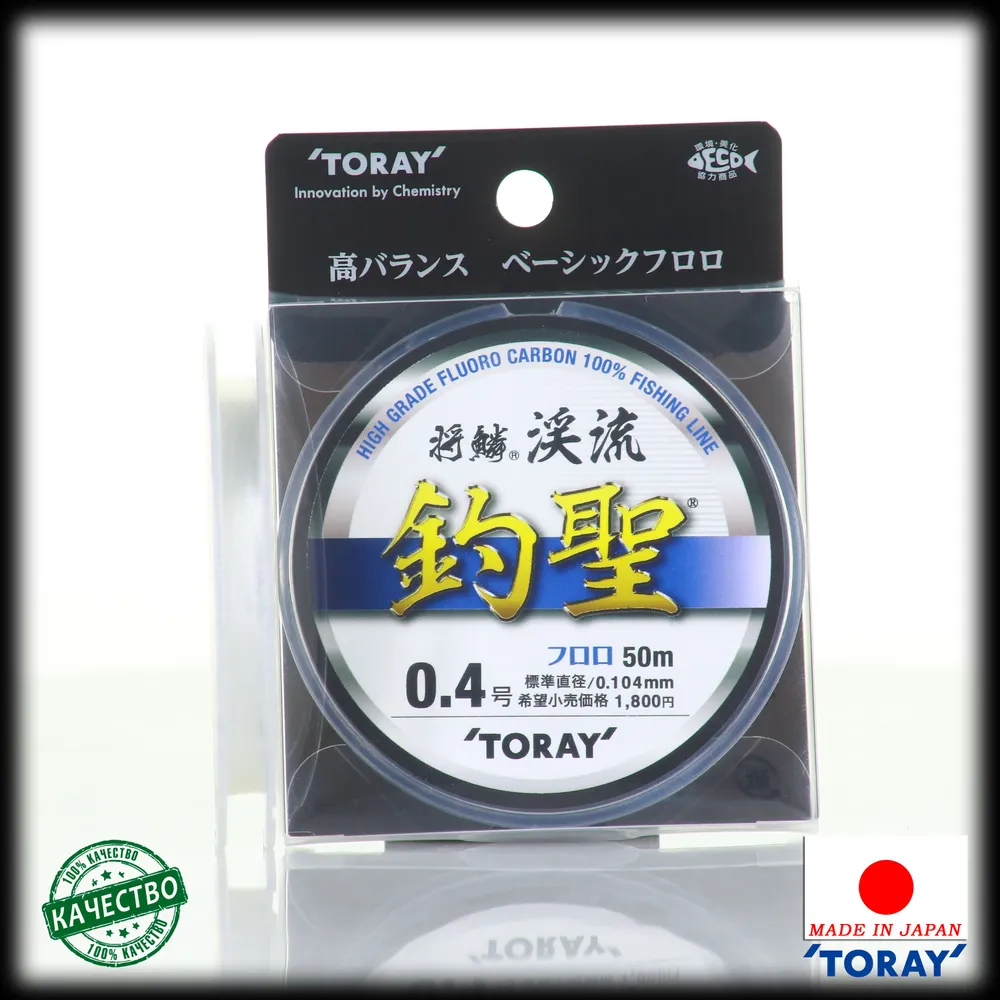 'TORAY'
Innovation by Chemistry
環境・美化
ECO
協力商品
高バランス ベーシックフロロ
HIGH GRADE FLUORO CARBON 100% FISHING LINE
将鱗® 渓流
釣聖®
フロロ 50m
0.4号
標準直径/0.104mm
希望小売価格 1,800円
'TORAY'
100% КАЧЕСТВО
КАЧЕСТВО
100% КАЧЕСТВО
MADE IN JAPAN
'TORAY'
'TORAY'